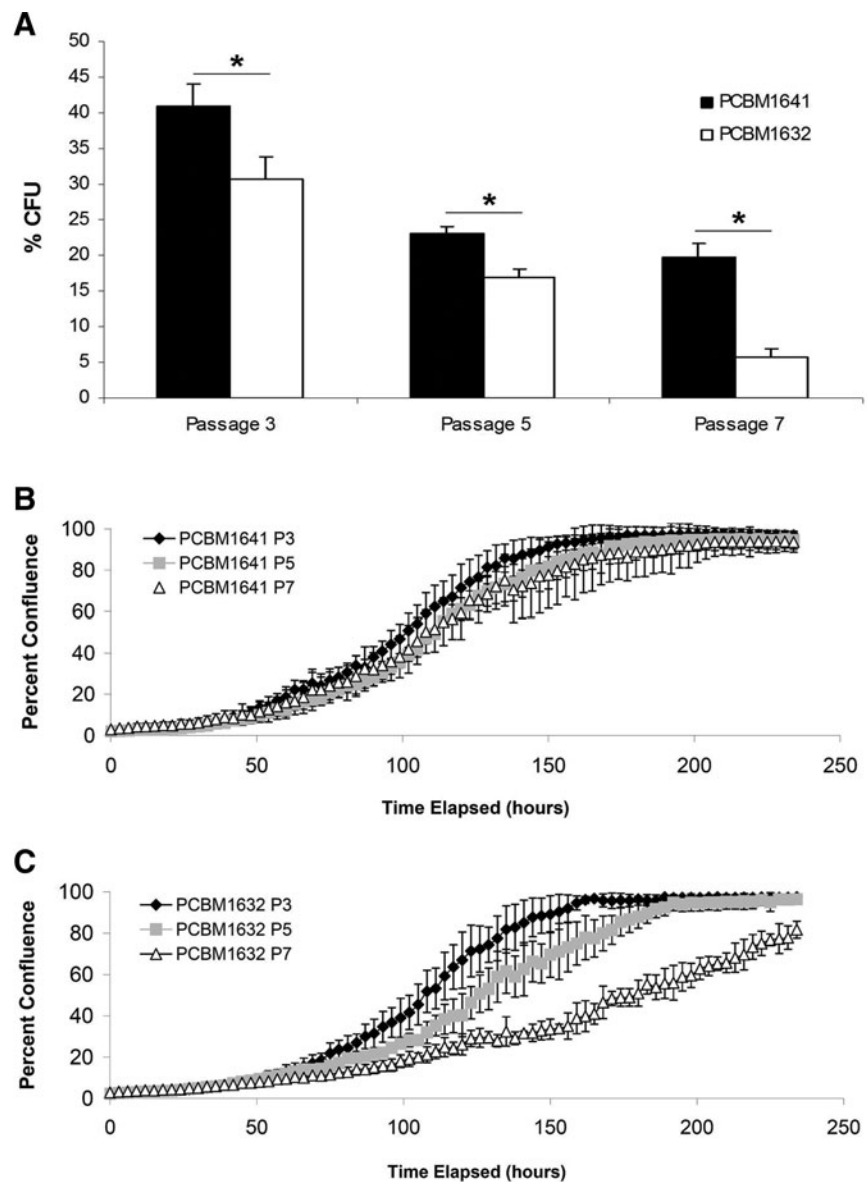 A
50
45
40
35
30
25
20
15
10
5
0
% CFU
*
*
*
PCBM1641
PCBM1632
Passage 3
Passage 5
Passage 7
B
100
80
60
40
20
0
Percent Confluence
PCBM1641 P3
PCBM1641 P5
PCBM1641 P7
0 50 100 150 200 250
Time Elapsed (hours)
C
100
80
60
40
20
0
Percent Confluence
PCBM1632 P3
PCBM1632 P5
PCBM1632 P7
0 50 100 150 200 250
Time Elapsed (hours)